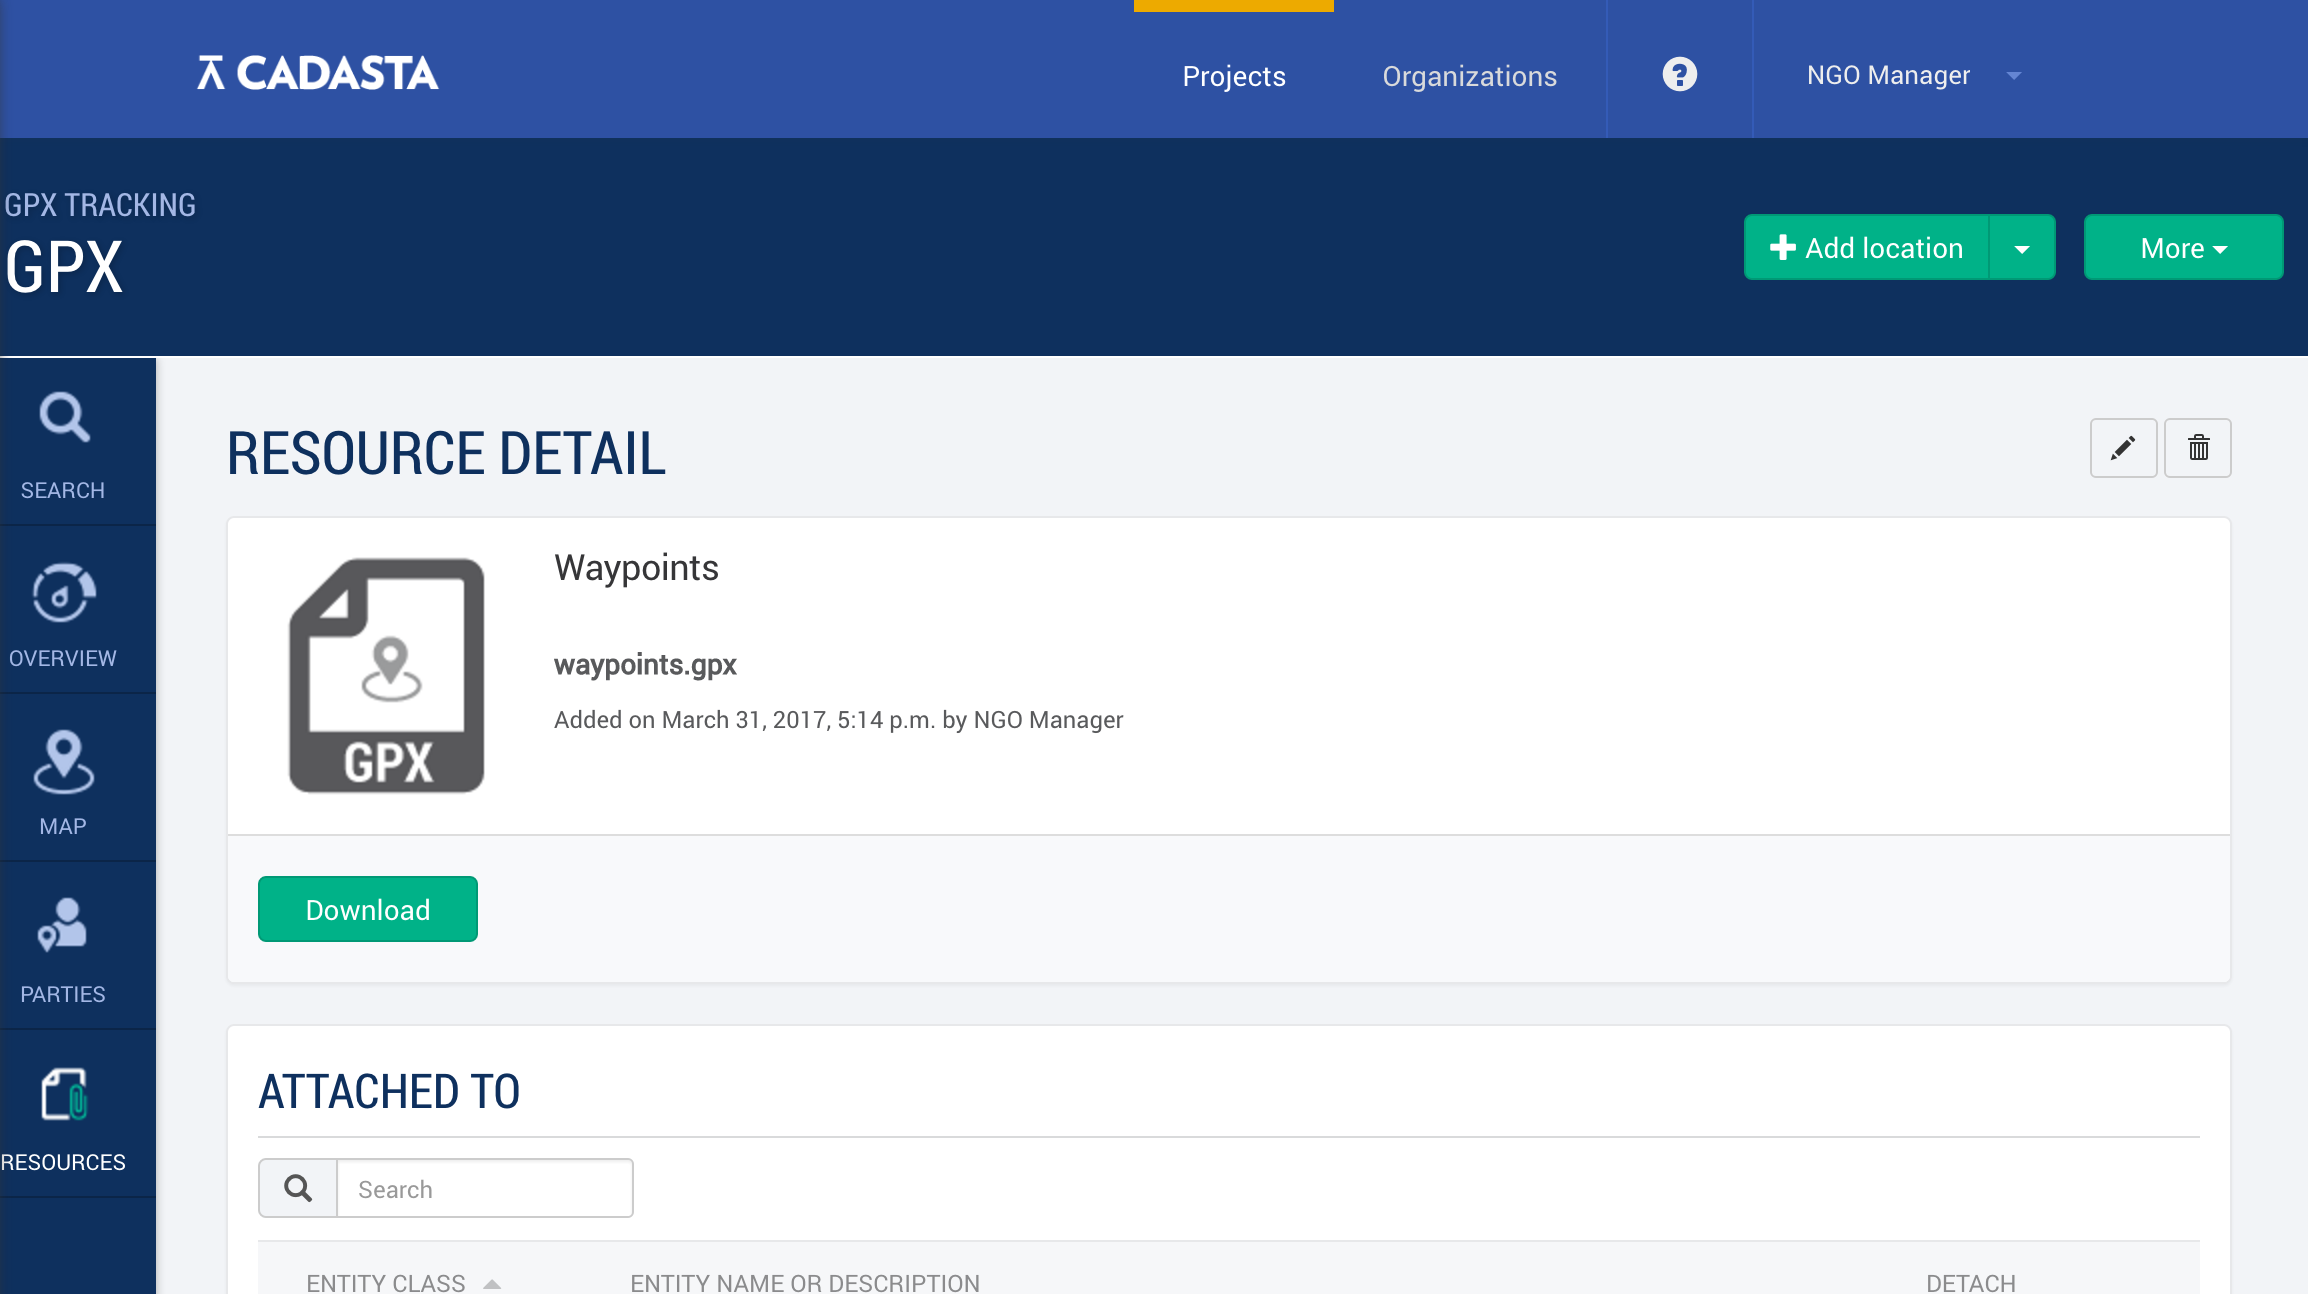 CADASTA
Projects
Organizations
?
NGO Manager
GPX TRACKING
GPX
Add location
More
SEARCH
OVERVIEW
MAP
PARTIES
RESOURCES
RESOURCE DETAIL
GPX
Waypoints
waypoints.gpx
Added on March 31, 2017, 5:14 p.m. by NGO Manager
Download
ATTACHED TO
Search
ENTITY CLASS
ENTITY NAME OR DESCRIPTION
DETACH